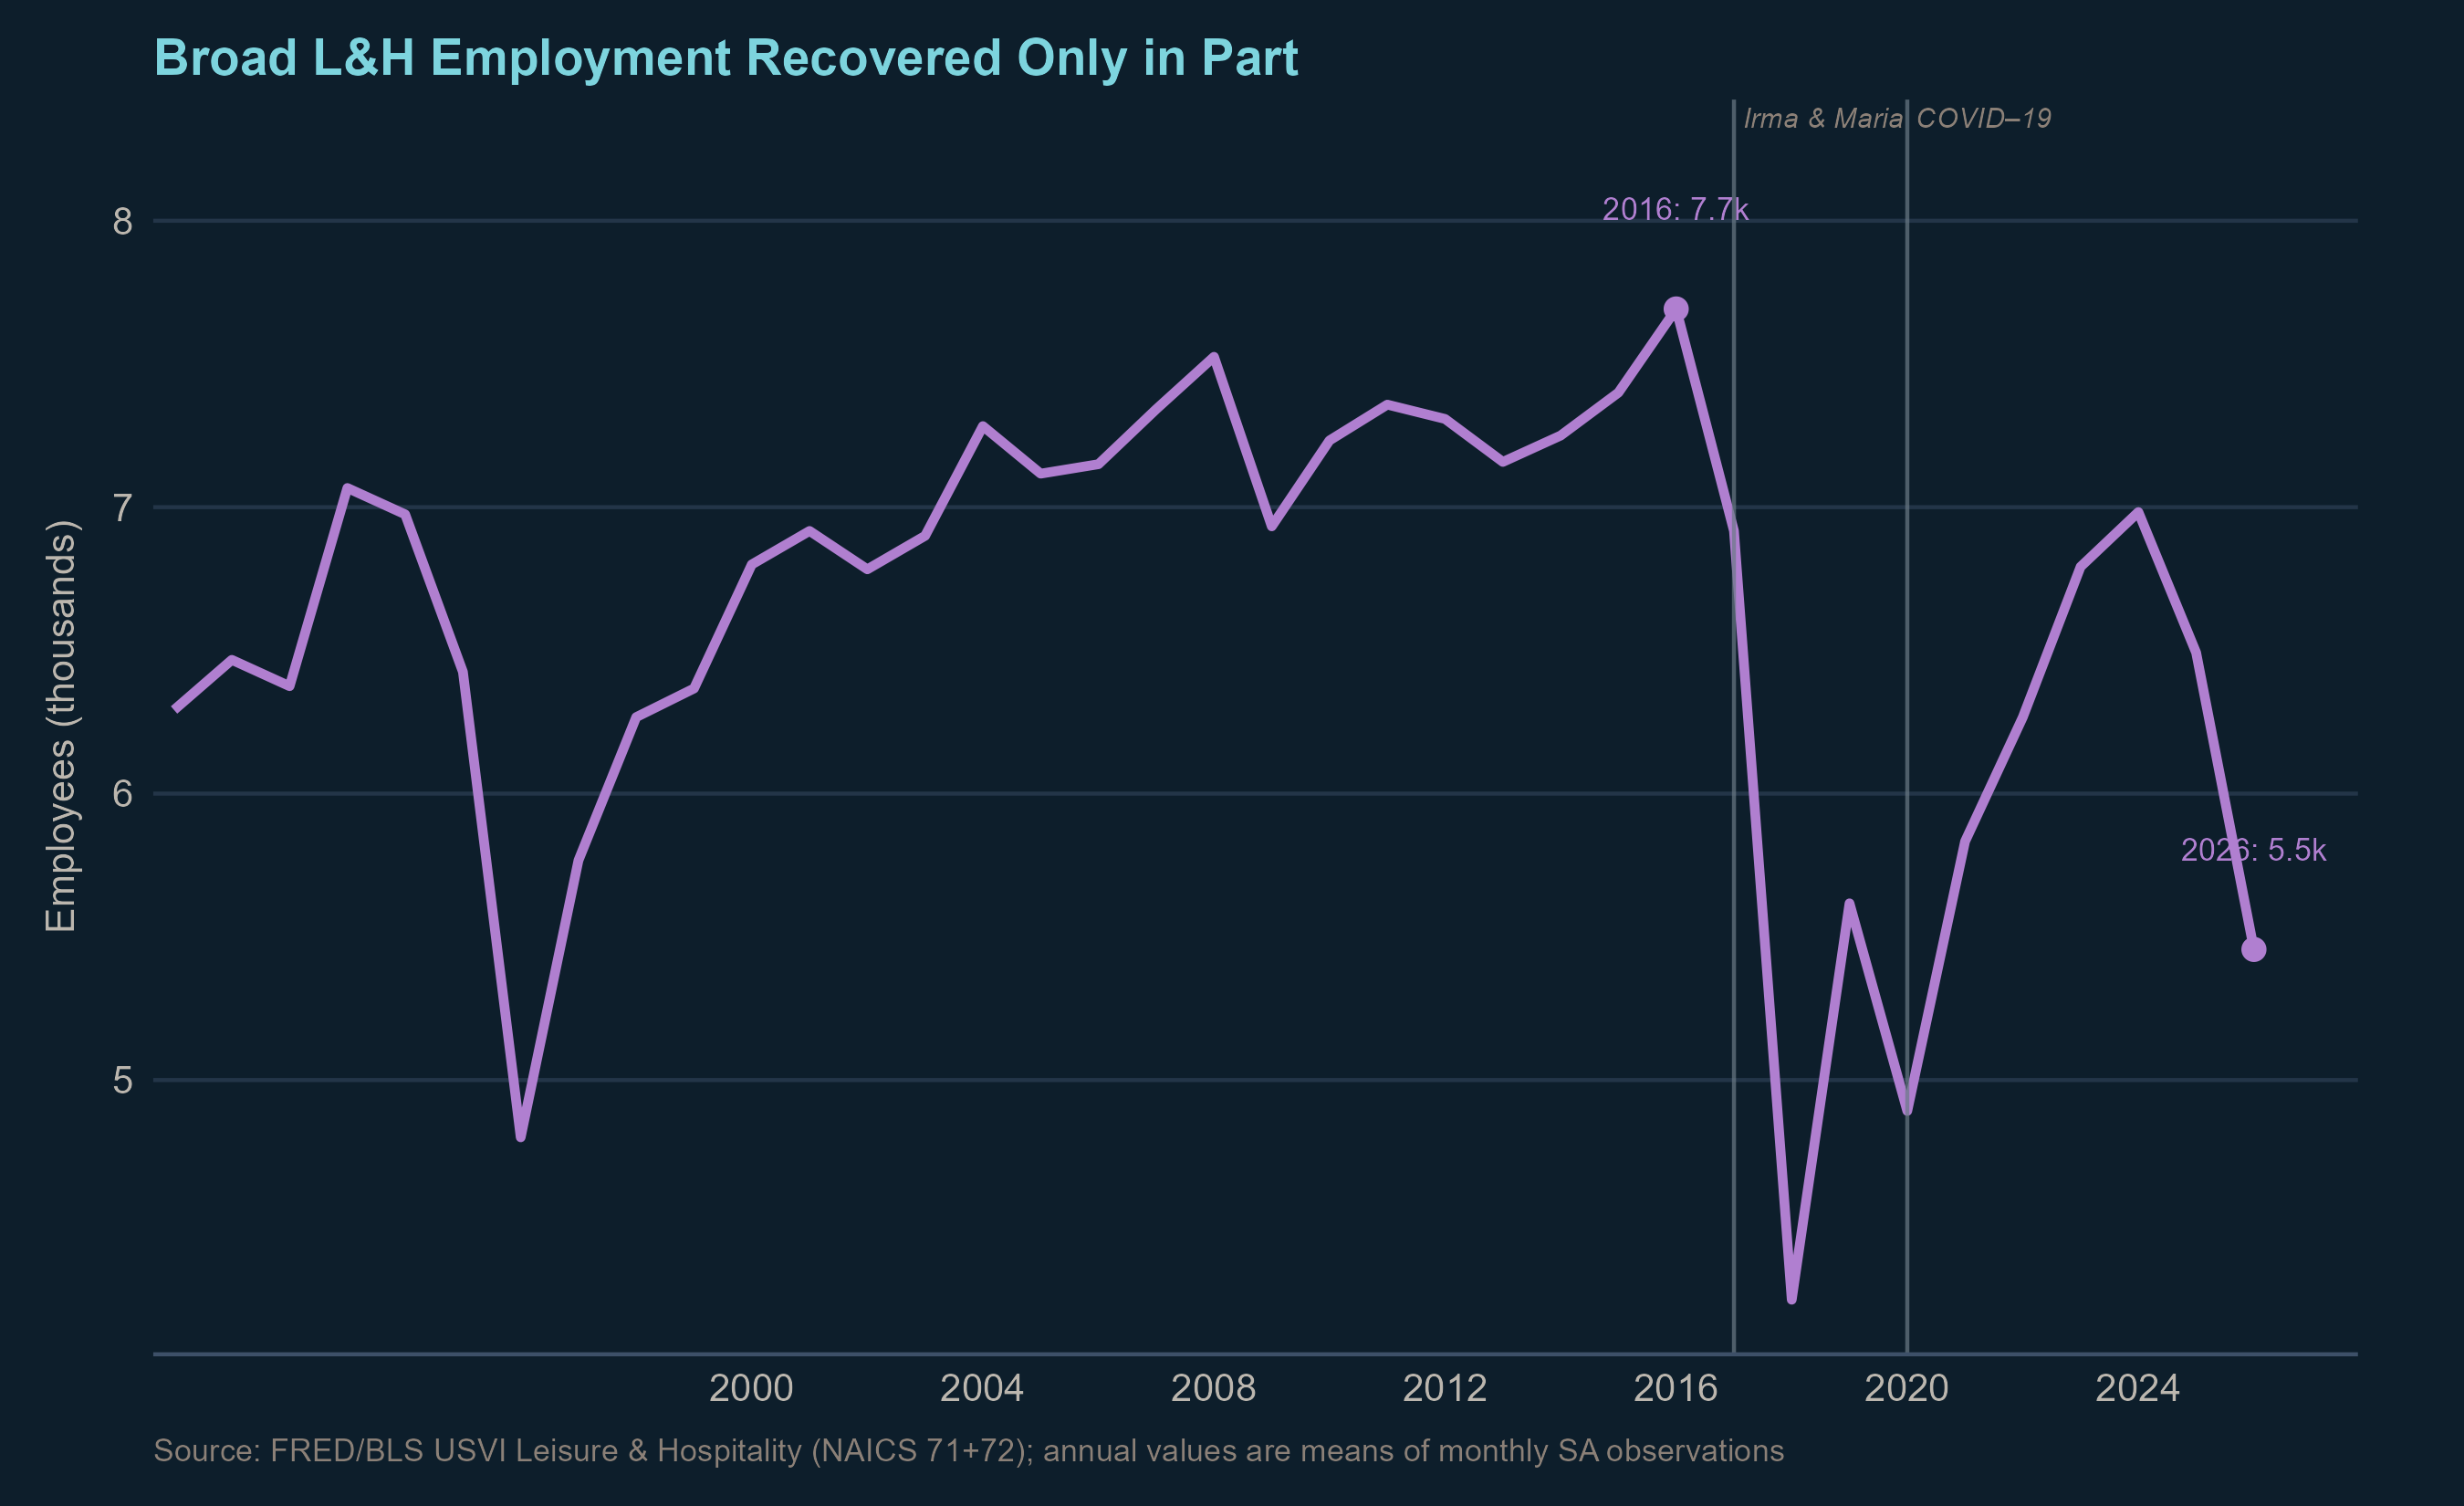 Broad L&H Employment Recovered Only in Part
Irma & Maria
COVID–19
2016: 7.7k
8
7
6
5
Employees (thousands)
2026: 5.5k
2000
2004
2008
2012
2016
2020
2024
Source: FRED/BLS USVI Leisure & Hospitality (NAICS 71+72); annual values are means of monthly SA observations